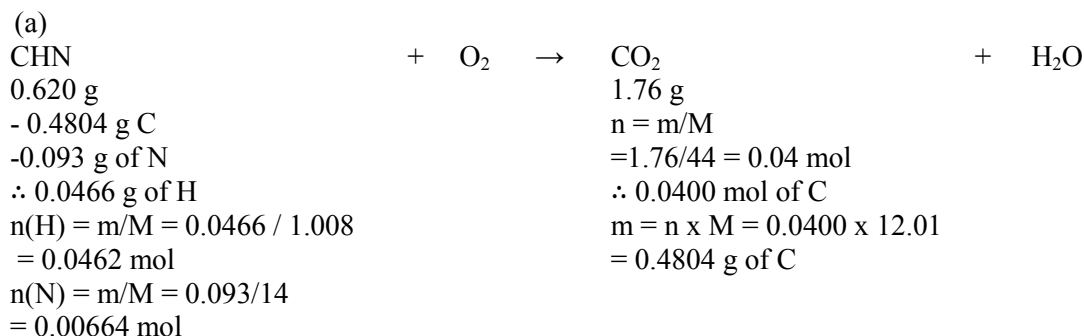 (a)
CHN + O₂ → CO₂ + H₂O
0.620 g 1.76 g
- 0.4804 g C n = m/M
-0.093 g of N =1.76/44 = 0.04 mol
∴ 0.0466 g of H ∴ 0.0400 mol of C
n(H) = m/M = 0.0466 / 1.008 m = n x M = 0.0400 x 12.01
= 0.0462 mol = 0.4804 g of C
n(N) = m/M = 0.093/14
= 0.00664 mol